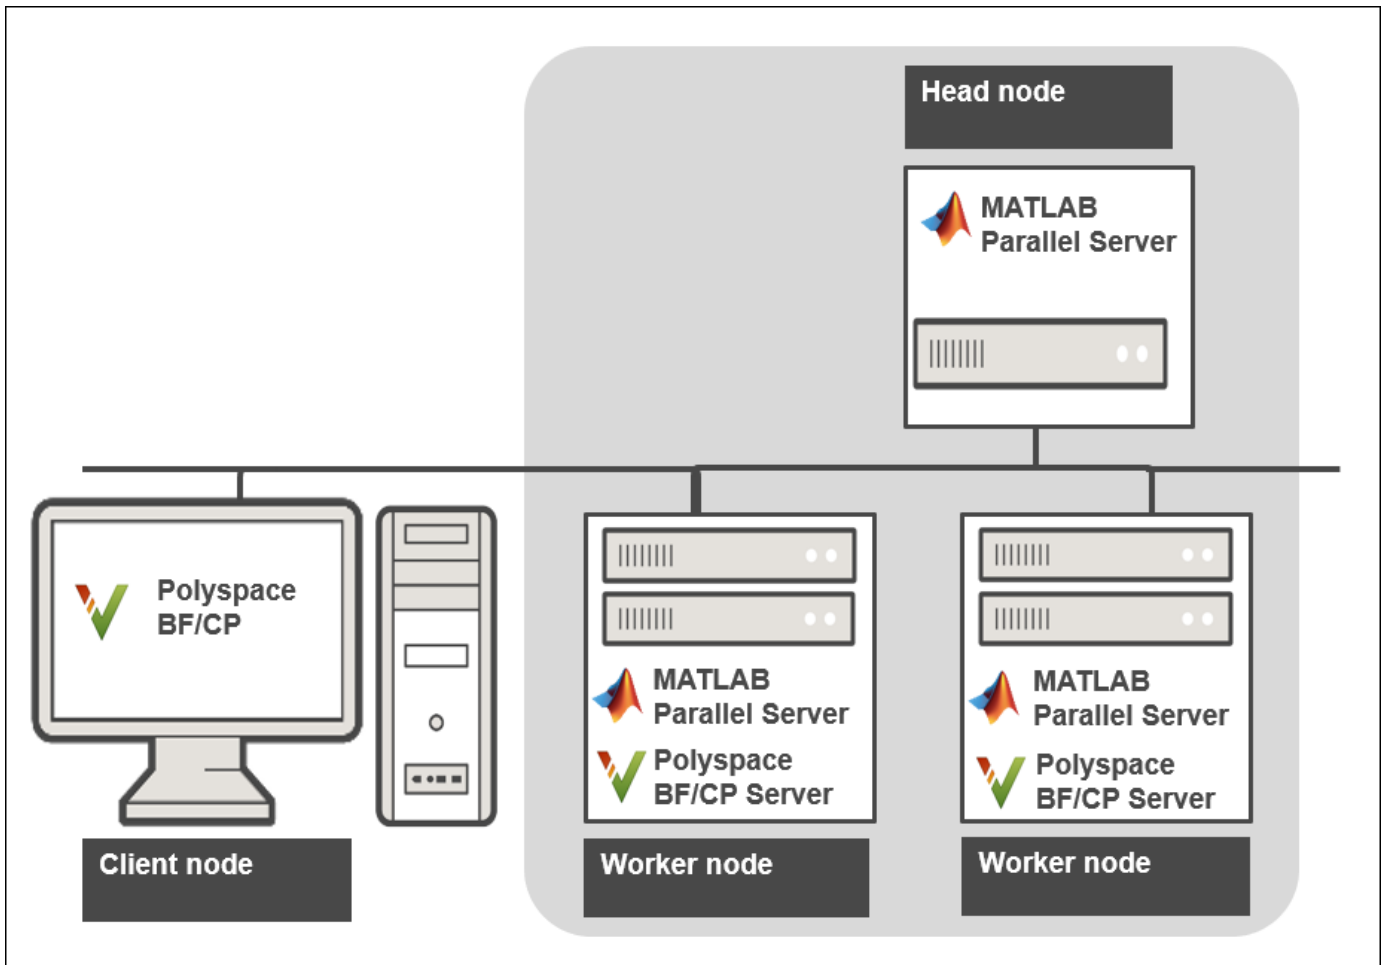 Head node
MATLAB
Parallel Server
Polyspace
BF/CP
MATLAB
Parallel Server
Polyspace
BF/CP Server
MATLAB
Parallel Server
Polyspace
BF/CP Server
Client node
Worker node
Worker node